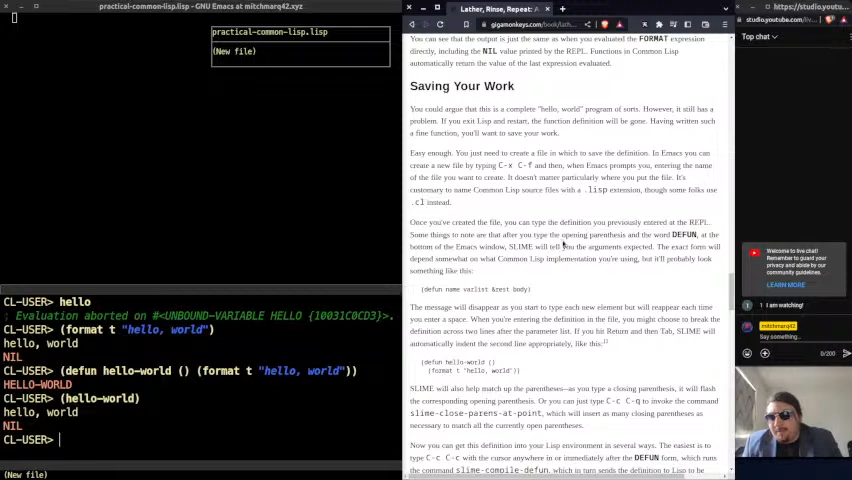 practical-common-lisp.lisp - GNU Emacs at mitchmarq42.xyz
practical-common-lisp.lisp
(New file)
CL-USER> hello
; Evaluation aborted on #<UNBOUND-VARIABLE HELLO {10031C0CD3}>.
CL-USER> (format t "hello, world")
hello, world
NIL
CL-USER> (defun hello-world () (format t "hello, world"))
HELLO-WORLD
CL-USER> (hello-world)
hello, world
NIL
CL-USER>
(New file)
Lather, Rinse, Repeat:
gigamonkeys.com/book/lath
You can see that the output is just the same as when you evaluated the FORMAT expression
directly, including the NIL value printed by the REPL. Functions in Common Lisp
automatically return the value of the last expression evaluated.
Saving Your Work
You could argue that this is a complete "hello, world" program of sorts. However, it still has a
problem. If you exit Lisp and restart, the function definition will be gone. Having written such
a fine function, you'll want to save your work.
Easy enough. You just need to create a file in which to save the definition. In Emacs you can
create a new file by typing C-x C-f and then, when Emacs prompts you, entering the name
of the file you want to create. It doesn't matter particularly where you put the file. It's
customary to name Common Lisp source files with a .lisp extension, though some folks use
.cl instead.
Once you've created the file, you can type the definition you previously entered at the REPL.
Some things to note are that after you type the opening parenthesis and the word DEFUN, at the
bottom of the Emacs window, SLIME will tell you the arguments expected. The exact form will
depend somewhat on what Common Lisp implementation you're using, but it'll probably look
something like this:
(defun name varlist &rest body)
The message will disappear as you start to type each new element but will reappear each time
you enter a space. When you're entering the definition in the file, you might choose to break the
definition across two lines after the parameter list. If you hit Return and then Tab, SLIME will
automatically indent the second line appropriately, like this:
(defun hello-world ()
(format t "hello, world"))
SLIME will also help match up the parentheses--as you type a closing parenthesis, it will flash
the corresponding opening parenthesis. Or you can just type C-c C-q to invoke the command
slime-close-parens-at-point, which will insert as many closing parentheses as
necessary to match all the currently open parentheses.
Now you can get this definition into your Lisp environment in several ways. The easiest is to
type C-c C-c with the cursor anywhere in or immediately after the DEFUN form, which runs
the command slime-compile-defun, which in turn sends the definition to Lisp to be
https://studio.youtu
studio.youtube.com/liv
Top chat
Welcome to live chat!
Remember to guard your
privacy and abide by our
community guidelines.
LEARN MORE
1 I am watching!
mitchmarq42
Say something...
0/200